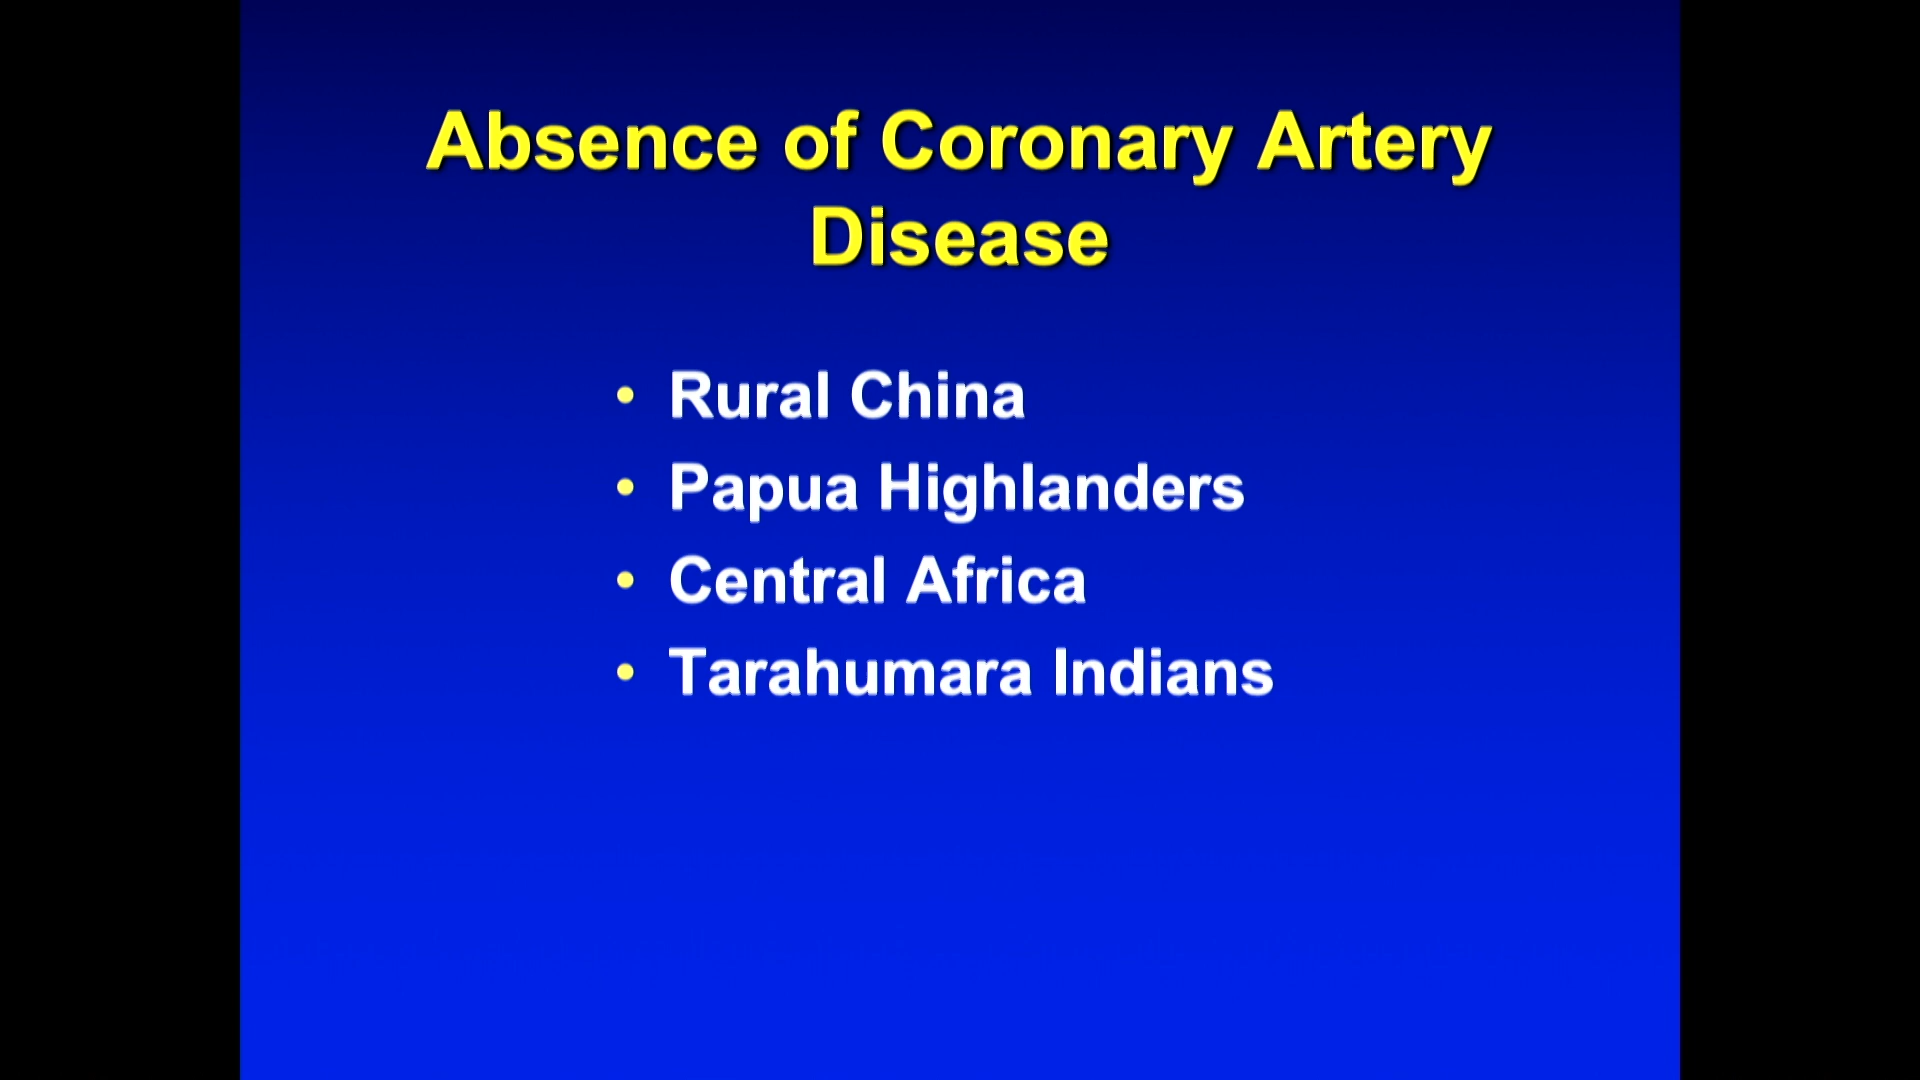 Absence of Coronary Artery
Disease
• Rural China
• Papua Highlanders
• Central Africa
• Tarahumara Indians